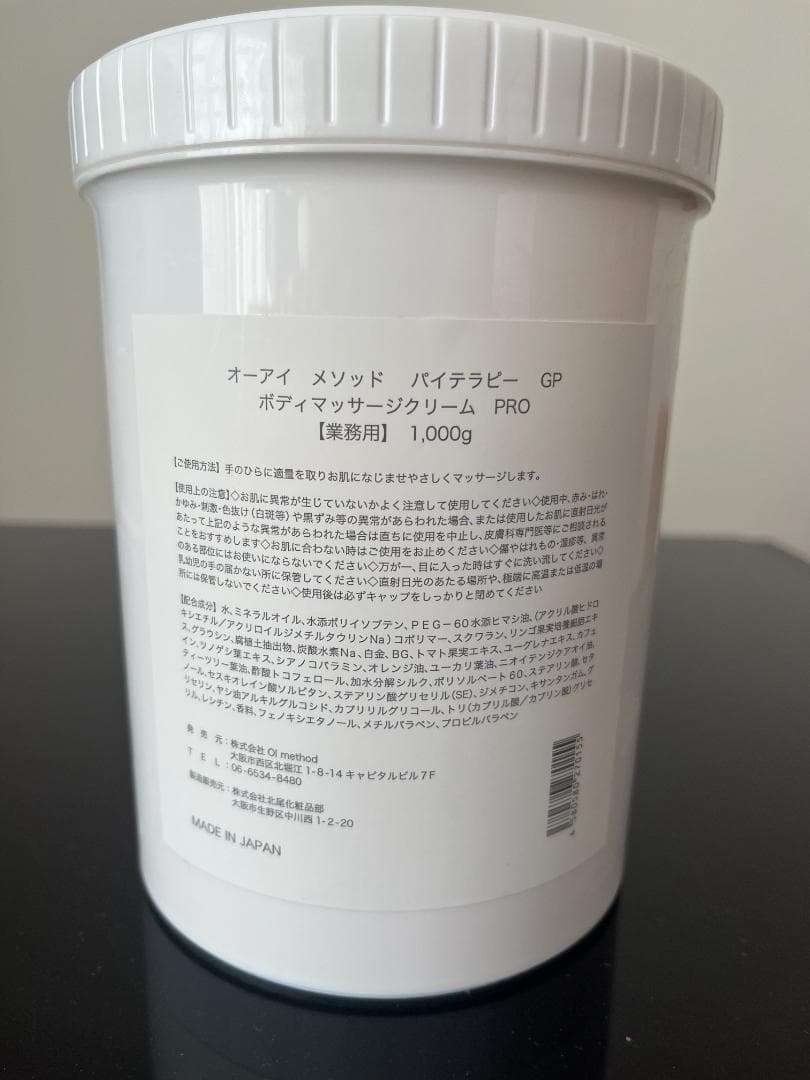 オーアイ メソッド パイテラピー GP
ボディマッサージクリーム PRO
【業務用】 1,000g
【ご使用方法】手のひらに適量を取りお肌になじませやさしくマッサージします。
【使用上の注意】◇お肌に異常が生じていないかよく注意して使用してください◇使用中、赤み・はれ・
かゆみ・刺激・色抜け(白斑等)や黒ずみ等の異常があらわれた場合、または使用したお肌に直射日光が
あたって上記のような異常があらわれた場合は直ちに使用を中止し、皮膚科専門医等にご相談される
ことをおすすめします◇お肌に合わない時はご使用をお止めください◇傷やはれもの・湿疹等、異常
のある部位にはお使いにならないでください◇万が一、目に入った時はすぐに洗い流してください◇
乳幼児の手の届かない所に保管してください◇直射日光のあたる場所や、極端に高温または低温の場
所には保管しないでください◇使用後は必ずキャップをしっかりと閉めてください
【配合成分】水、ミネラルオイル、水添ポリイソブテン、PEG-60水添ヒマシ油、(アクリル酸ヒドロ
キシエチル/アクリロイルジメチルタウリンNa)コポリマー、スクワラン、リンゴ果実培養細胞エキ
ス、グラウシン、腐植土抽出物、炭酸水素Na、白金、BG、トマト果実エキス、ユーグレナエキス、カフェ
イン、ツノゲシ葉エキス、シアノコバラミン、オレンジ油、ユーカリ葉油、ニオイテンジクアオイ油、
ティーツリー葉油、酢酸トコフェロール、加水分解シルク、ポリソルベート60、ステアリン酸、セタ
ノール、セスキオレイン酸ソルビタン、ステアリン酸グリセリル(SE)、ジメチコン、キサンタンガム、グ
リセリン、ヤシ油アルキルグルコシド、カプリリルグリコール、トリ(カプリル酸/カプリン酸)グリセ
リル、レシチン、香料、フェノキシエタノール、メチルパラベン、プロピルパラベン
発 売 元:株式会社 OI method
大阪市西区北堀江 1-8-14 キャピタルビル7F
T E L:06-6534-8480
製造販売元:株式会社北尾化粧品部
大阪市生野区中川西 1-2-20
MADE IN JAPAN